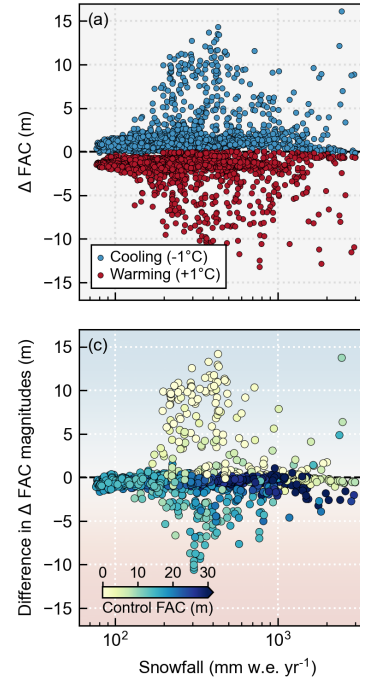 (a)
15
10
5
0
−5
−10
−15
Δ FAC (m)
Cooling (-1°C)
Warming (+1°C)
(c)
15
10
5
0
−5
−10
−15
Difference in Δ FAC magnitudes (m)
0 10 20 30
Control FAC (m)
10² 10³
Snowfall (mm w.e. yr⁻¹)